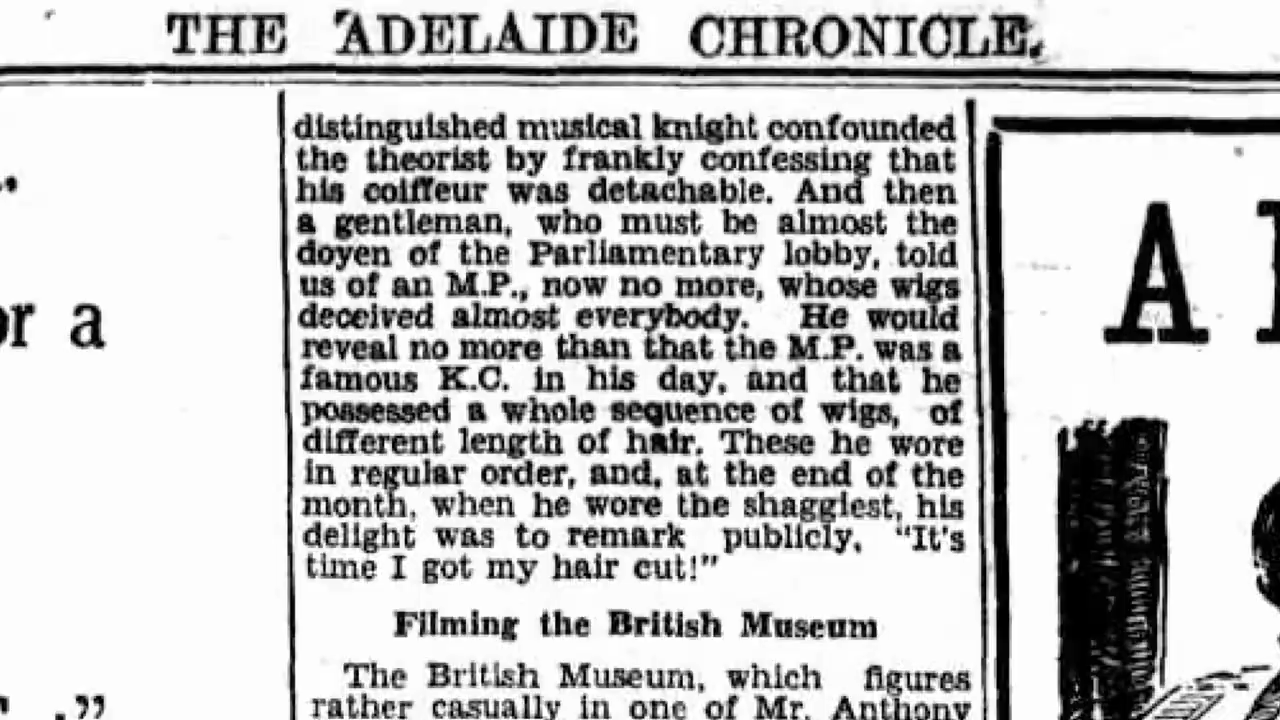 THE ADELAIDE CHRONICLE.
or a
distinguished musical knight confounded
the theorist by frankly confessing that
his coiffeur was detachable. And then
a gentleman, who must be almost the
doyen of the Parliamentary lobby, told
us of an M.P., now no more, whose wigs
deceived almost everybody. He would
reveal no more than that the M.P. was a
famous K.C. in his day, and that he
possessed a whole sequence of wigs, of
different length of hair. These he wore
in regular order, and, at the end of the
month, when he wore the shaggiest, his
delight was to remark publicly, "It's
time I got my hair cut!"
Filming the British Museum
The British Museum, which figures
rather casually in one of Mr. Anthony
A